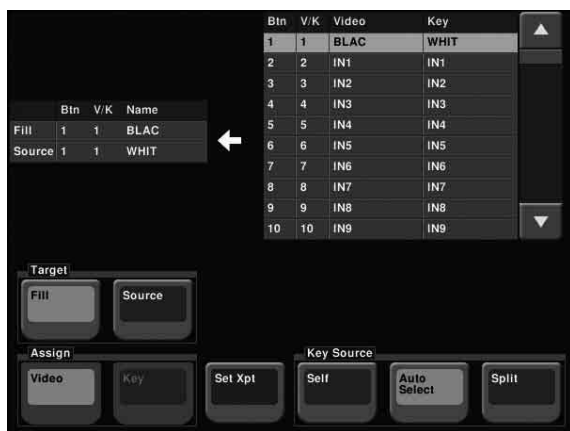 Btn V/K Video Key
1 1 BLAC WHIT
2 2 IN1 IN1
3 3 IN2 IN2
4 4 IN3 IN3
5 5 IN4 IN4
6 6 IN5 IN5
7 7 IN6 IN6
8 8 IN7 IN7
9 9 IN8 IN8
10 10 IN9 IN9
Btn V/K Name
Fill 1 1 BLAC
Source 1 1 WHIT
Target
Fill Source
Assign Key Source
Video Key Set Xpt Self Auto Select Split